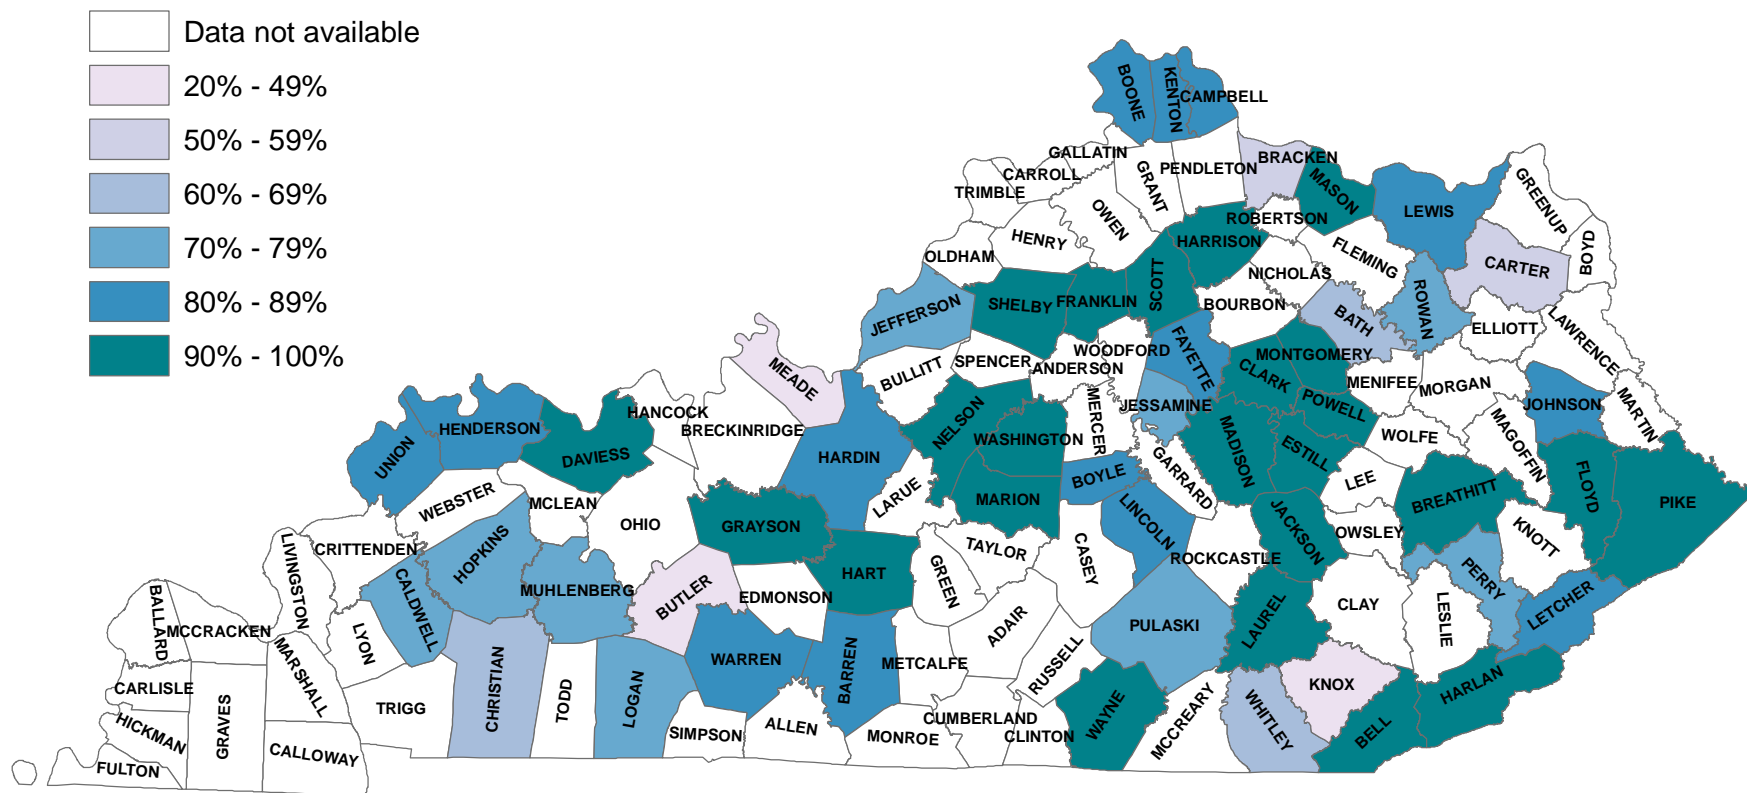 Data not available
20% - 49%
50% - 59%
60% - 69%
70% - 79%
80% - 89%
90% - 100%
BOONE
KENTON
CAMPBELL
GALLATIN
CARROLL
TRIMBLE
GRANT
PENDLETON
BRACKEN
MASON
LEWIS
GREENUP
BOYD
OWEN
HENRY
OLDHAM
ROBERTSON
HARRISON
FLEMING
CARTER
NICHOLAS
SCOTT
FRANKLIN
SHELBY
JEFFERSON
BOURBON
BATH
ROWAN
ELLIOTT
LAWRENCE
FAYETTE
WOODFORD
ANDERSON
SPENCER
BULLITT
MEADE
MONTGOMERY
CLARK
MENIFEE
MORGAN
JOHNSON
MARTIN
HANCOCK
BRECKINRIDGE
JESSAMINE
MERCER
POWELL
WOLFE
MAGOFFIN
HENDERSON
UNION
DAVIESS
HARDIN
NELSON
WASHINGTON
MADISON
ESTILL
LEE
BREATHITT
FLOYD
PIKE
WEBSTER
MCLEAN
OHIO
GRAYSON
LARUE
MARION
BOYLE
GARRARD
LINCOLN
ROCKCASTLE
JACKSON
OWSLEY
KNOTT
CRITTENDEN
LIVINGSTON
HOPKINS
MUHLENBERG
CALDWELL
BUTLER
EDMONSON
HART
GREEN
TAYLOR
CASEY
PERRY
LETCHER
LESLIE
CLAY
LAUREL
PULASKI
ADAIR
RUSSELL
METCALFE
BARREN
WARREN
LOGAN
TODD
CHRISTIAN
LYON
TRIGG
BALLARD
MCCRACKEN
MARSHALL
CARLISLE
HICKMAN
GRAVES
FULTON
CALLOWAY
SIMPSON
ALLEN
MONROE
CUMBERLAND
CLINTON
WAYNE
MCCREARY
WHITLEY
KNOX
BELL
HARLAN